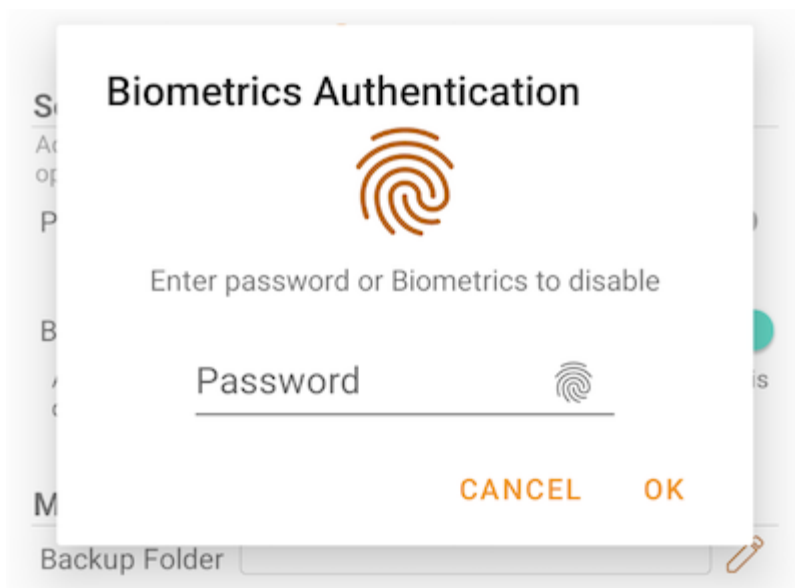 Biometrics Authentication
Enter password or Biometrics to disable
Password
CANCEL OK
Backup Folder